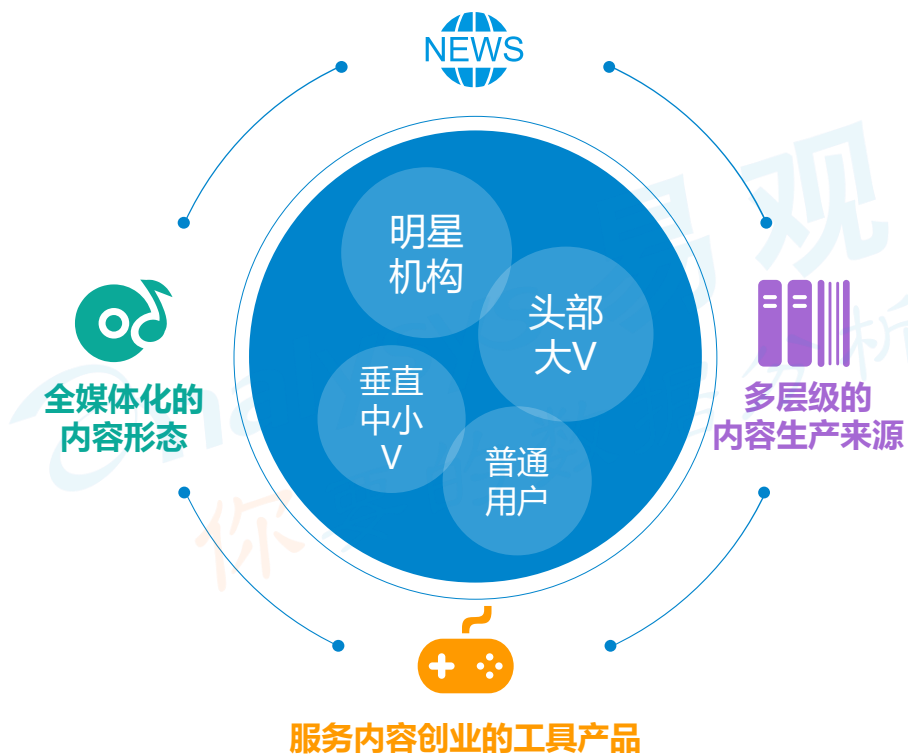 NEWS
明星
机构
头部
大V
垂直
中小
V
普通
用户
全媒体化的
内容形态
多层级的
内容生产来源
服务内容创业的工具产品